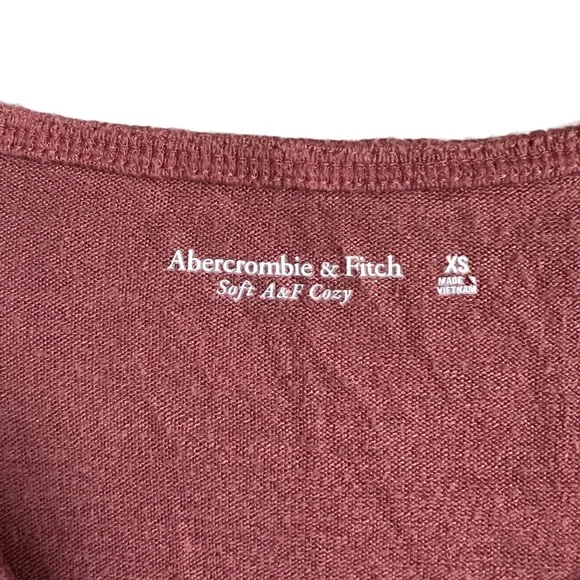 Abercrombie & Fitch
Soft A&F Cozy
XS
MADE
VIETNAM